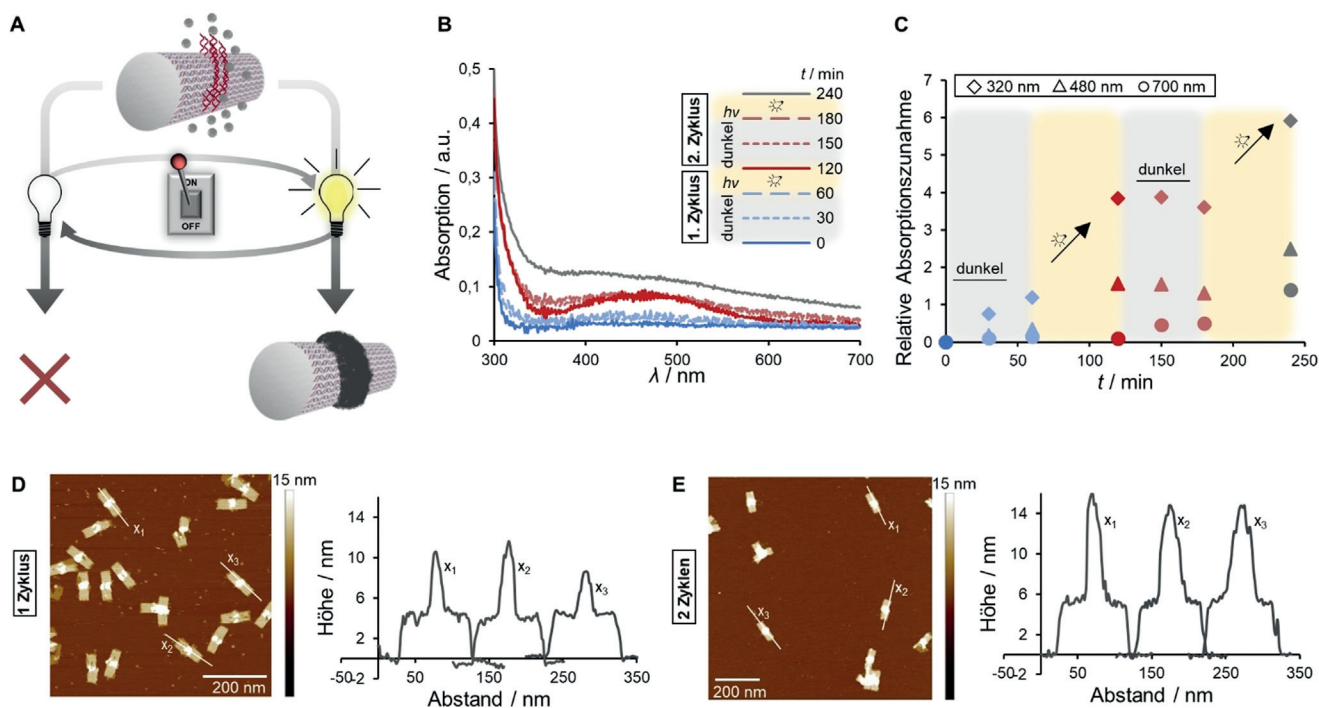 A
ON
OFF
B
Absorption / a.u.
0,5
0,4
0,3
0,2
0,1
0
300
400
500
600
700
λ / nm
t / min
2. Zyklus
1. Zyklus
hν
dunkel
hν
dunkel
240
180
150
120
60
30
0
C
320 nm
480 nm
700 nm
Relative Absorptionszunahme
7
6
5
4
3
2
1
0
dunkel
dunkel
0
50
100
150
200
250
t / min
D
1 Zyklus
15 nm
x1
x3
x2
200 nm
Höhe / nm
14
10
6
2
-2
x1
x2
x3
-50
50
150
250
350
Abstand / nm
E
2 Zyklen
15 nm
x1
x2
x3
200 nm
Höhe / nm
14
10
6
2
-2
x1
x2
x3
-50
50
150
250
350
Abstand / nm